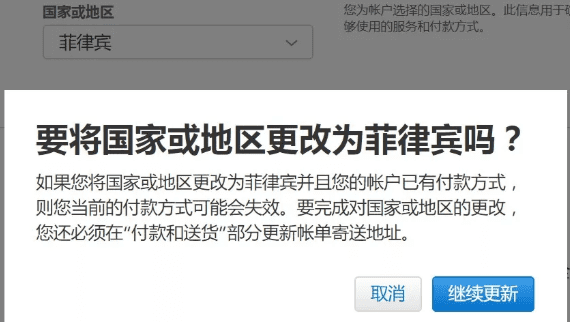 国家或地区
菲律宾
您为帐户选择的国家或地区。此信息用于
够使用的服务和付款方式。
要将国家或地区更改为菲律宾吗？
如果您将国家或地区更改为菲律宾并且您的帐户已有付款方式，
则您当前的付款方式可能会失效。要完成对国家或地区的更改，
您还必须在“付款和送货”部分更新帐单寄送地址。
取消
继续更新